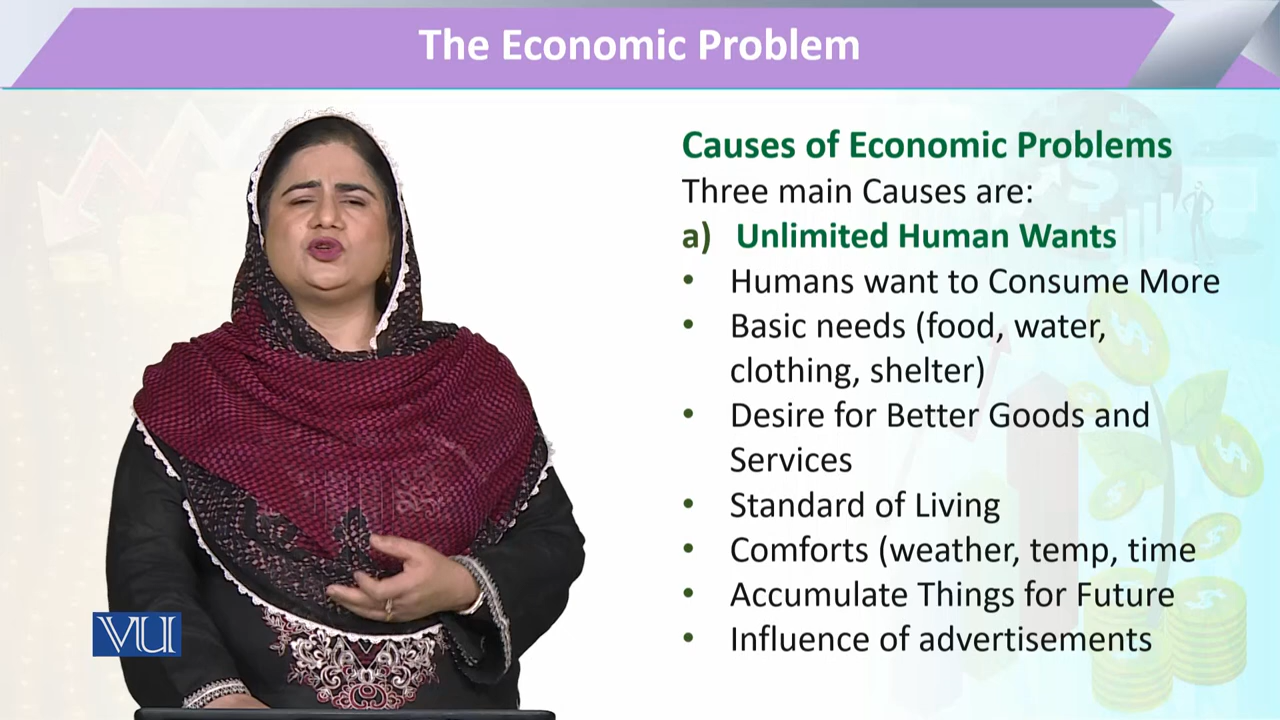 The Economic Problem
Causes of Economic Problems
Three main Causes are:
a) Unlimited Human Wants
• Humans want to Consume More
• Basic needs (food, water,
clothing, shelter)
• Desire for Better Goods and
Services
• Standard of Living
• Comforts (weather, temp, time
• Accumulate Things for Future
• Influence of advertisements
VU